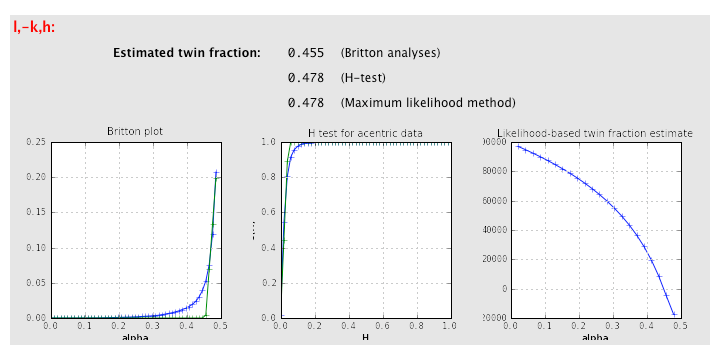 l,-k,h:
Estimated twin fraction: 0.455 (Britton analyses)
0.478 (H-test)
0.478 (Maximum likelihood method)
Britton plot
0.25
0.20
0.15
0.10
0.05
0.00
0.0 0.1 0.2 0.3 0.4 0.5
alpha
H test for acentric data
1.0
0.8
0.6
0.4
0.2
0.0
0.0 0.2 0.4 0.6 0.8 1.0
H
Likelihood-based twin fraction estimate
80000
60000
40000
20000
0
0.0 0.1 0.2 0.3 0.4 0.5
alpha